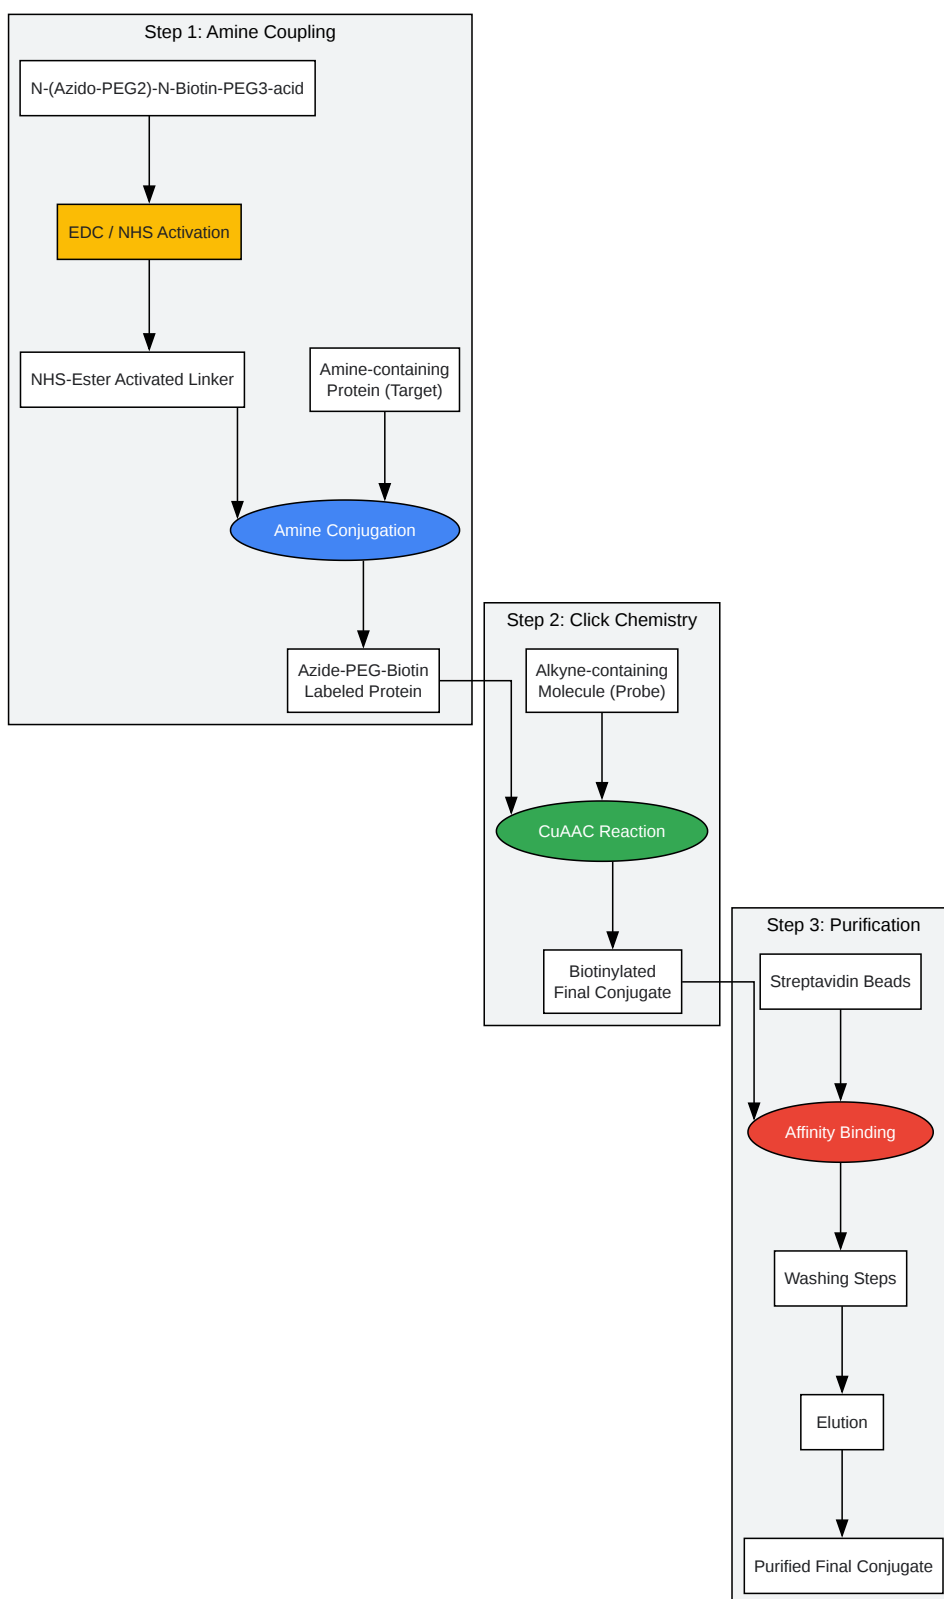 Step 1: Amine Coupling
N-(Azido-PEG2)-N-Biotin-PEG3-acid
EDC / NHS Activation
NHS-Ester Activated Linker
Amine-containing
Protein (Target)
Amine Conjugation
Azide-PEG-Biotin
Labeled Protein
Step 2: Click Chemistry
Alkyne-containing
Molecule (Probe)
CuAAC Reaction
Biotinylated
Final Conjugate
Step 3: Purification
Streptavidin Beads
Affinity Binding
Washing Steps
Elution
Purified Final Conjugate